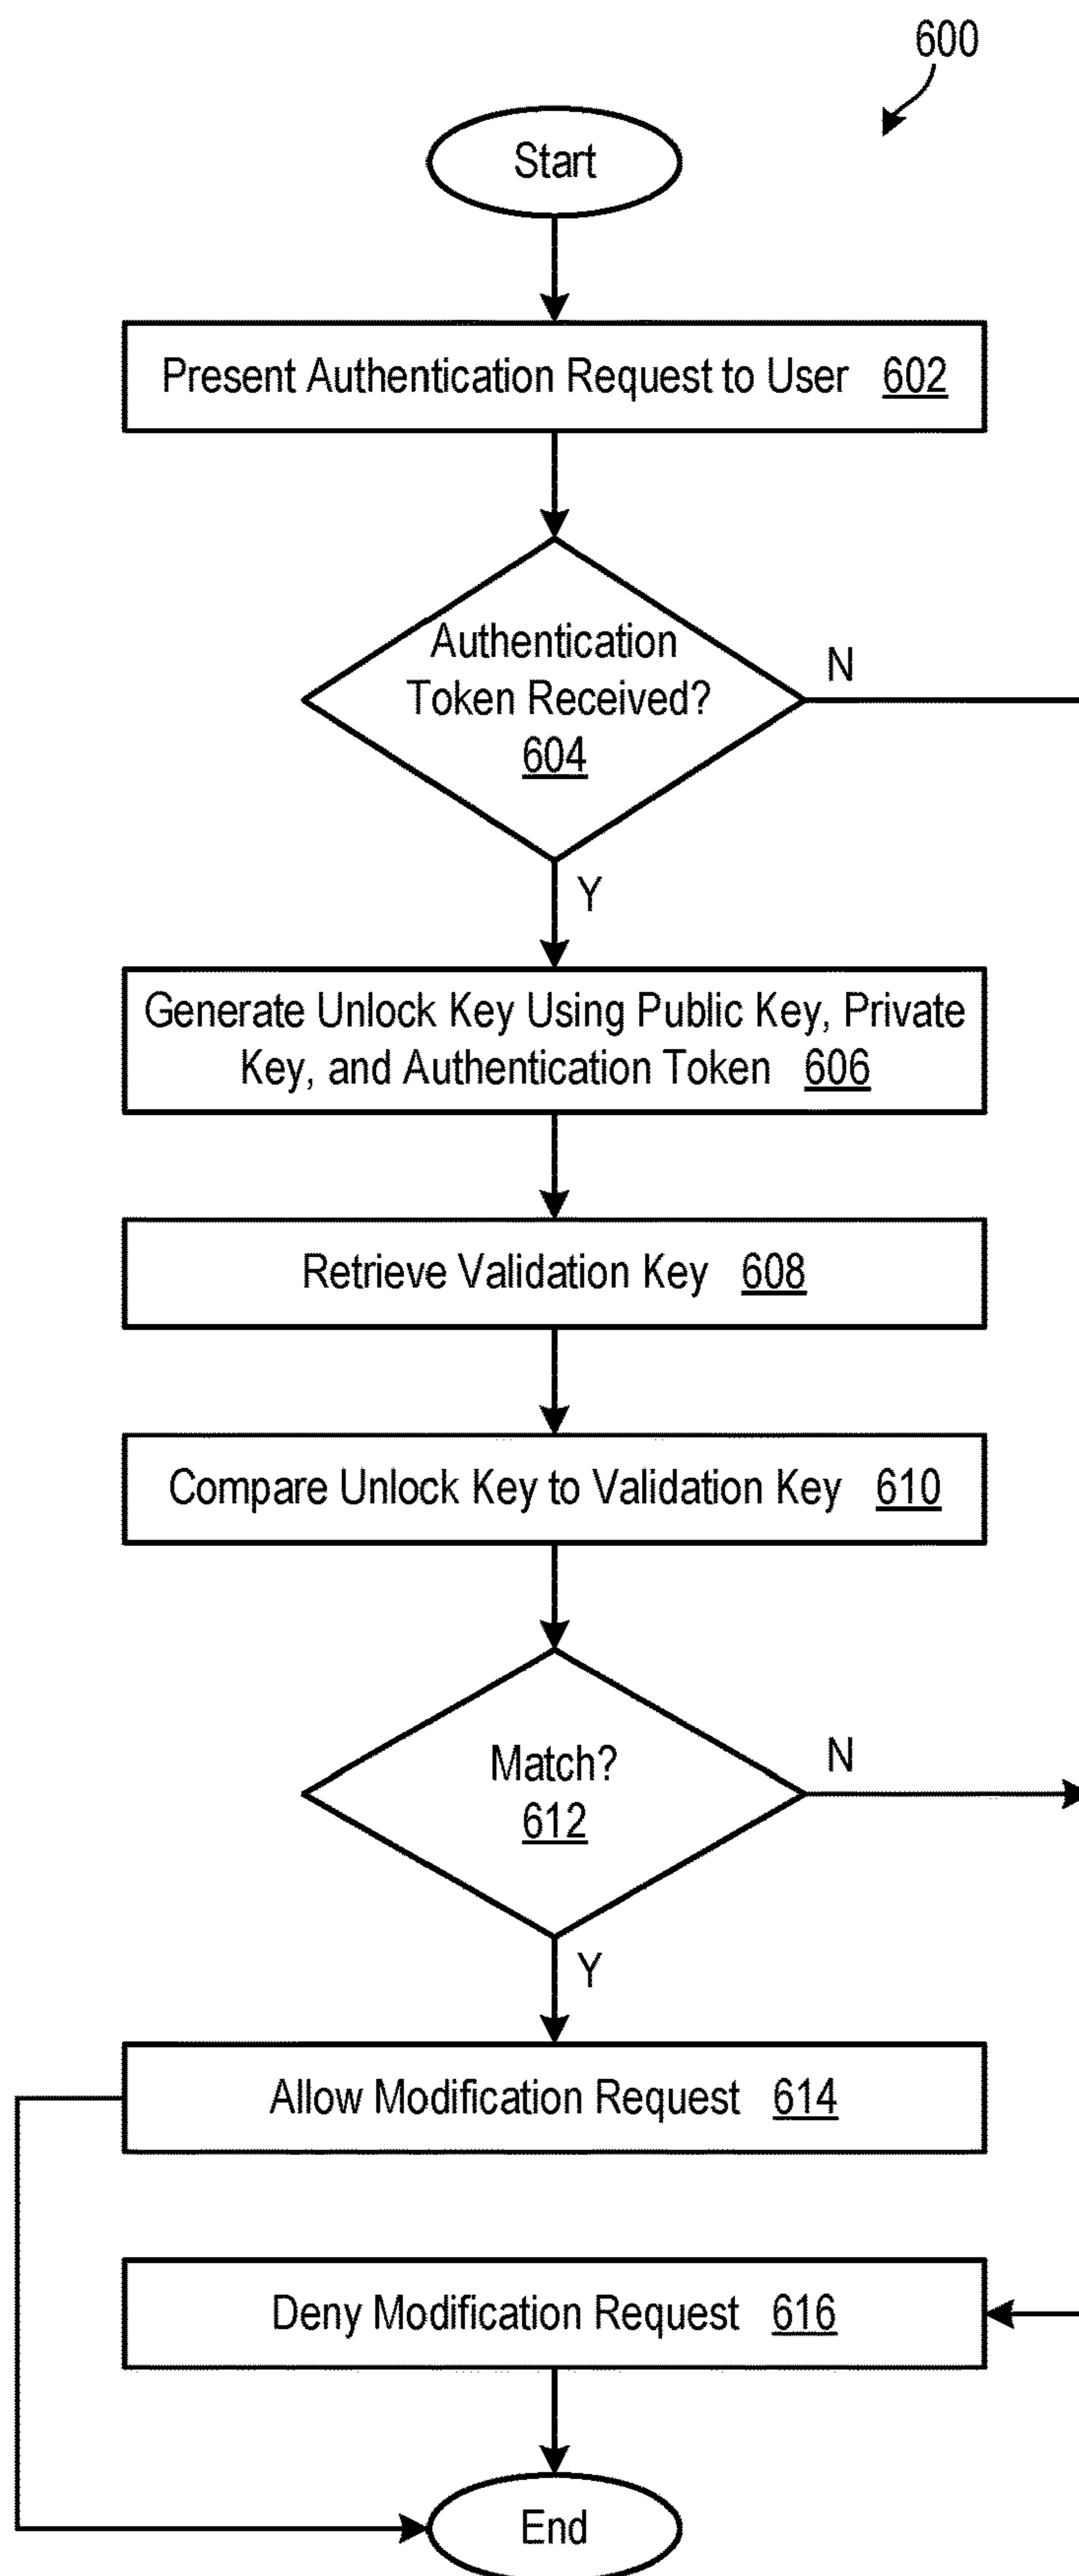 600
Start
Present Authentication Request to User 602
Authentication
Token Received?
604
N
Y
Generate Unlock Key Using Public Key, Private
Key, and Authentication Token 606
Retrieve Validation Key 608
Compare Unlock Key to Validation Key 610
Match?
612
N
Y
Allow Modification Request 614
Deny Modification Request 616
End